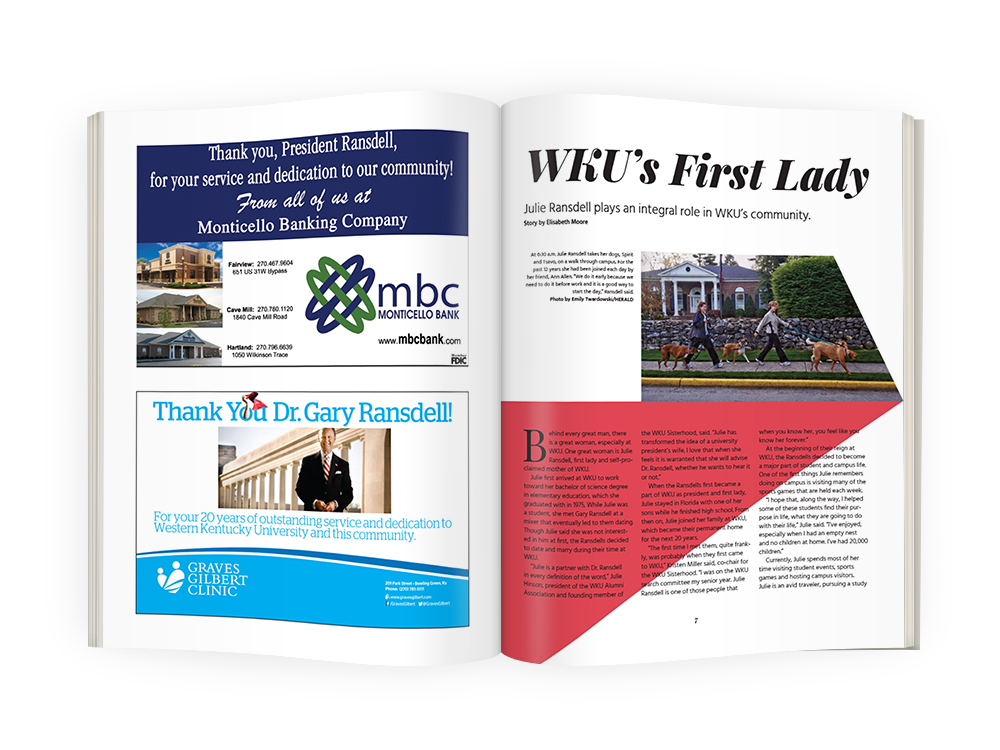 Thank you, President Ransdell,
for your service and dedication to our community!
From all of us at
Monticello Banking Company
Fairview: 270.467.9604
651 US 31W Bypass
Cave Mill: 270.780.1120
1840 Cave Mill Road
Hartland: 270.796.6639
1050 Wilkinson Trace
mbc
MONTICELLO BANK
www.mbcbank.com
Member
FDIC
Thank You Dr. Gary Ransdell!
For your 20 years of outstanding service and dedication to
Western Kentucky University and this community.
GRAVES
GILBERT
CLINIC
201 Park Street • Bowling Green, Ky
Phone: (270) 781-5111
www.gravesgilbert.com
/GravesGilbert @GravesGilbert
WKU's First Lady
Julie Ransdell plays an integral role in WKU's community.
Story by Elisabeth Moore
At 6:30 a.m. Julie Ransdell takes her dogs, Spirit
and Tsavo, on a walk through campus. For the
past 12 years she had been joined each day by
her friend, Ann Allen. "We do it early because we
need to do it before work and it is a good way to
start the day," Ransdell said.
Photo by Emily Twardowski/HERALD
Behind every great man, there
is a great woman, especially at
WKU. One great woman is Julie
Ransdell, first lady and self-pro-
claimed mother of WKU.
Julie first arrived at WKU to work
toward her bachelor of science degree
in elementary education, which she
graduated with in 1975. While Julie was
a student, she met Gary Ransdell at a
mixer that eventually led to them dating.
Though Julie said she was not interest-
ed in him at first, the Ransdells decided
to date and marry during their time at
WKU.
"Julie is a partner with Dr. Ransdell
in every definition of the word," Julie
Hinson, president of the WKU Alumni
Association and founding member of
the WKU Sisterhood, said. "Julie has
transformed the idea of a university
president's wife. I love that when she
feels it is warranted that she will advise
Dr. Ransdell, whether he wants to hear it
or not."
When the Ransdells first became a
part of WKU as president and first lady,
Julie stayed in Florida with one of her
sons while he finished high school. From
then on, Julie joined her family at WKU,
which became their permanent home
for the next 20 years.
"The first time I met them, quite frank-
ly, was probably when they first came
to WKU," Kristen Miller said, co-chair for
the WKU Sisterhood. "I was on the WKU
search committee my senior year. Julie
Ransdell is one of those people that
when you know her, you feel like you
know her forever."
At the beginning of their reign at
WKU, the Ransdells decided to become
a major part of student and campus life.
One of the first things Julie remembers
doing on campus is visiting many of the
sports games that are held each week.
"I hope that, along the way, I helped
some of these students find their pur-
pose in life, what they are going to do
with their life," Julie said. "I've enjoyed,
especially when I had an empty nest
and no children at home. I've had 20,000
children."
Currently, Julie spends most of her
time visiting student events, sports
games and hosting campus visitors.
Julie is an avid traveler, pursuing a study
7